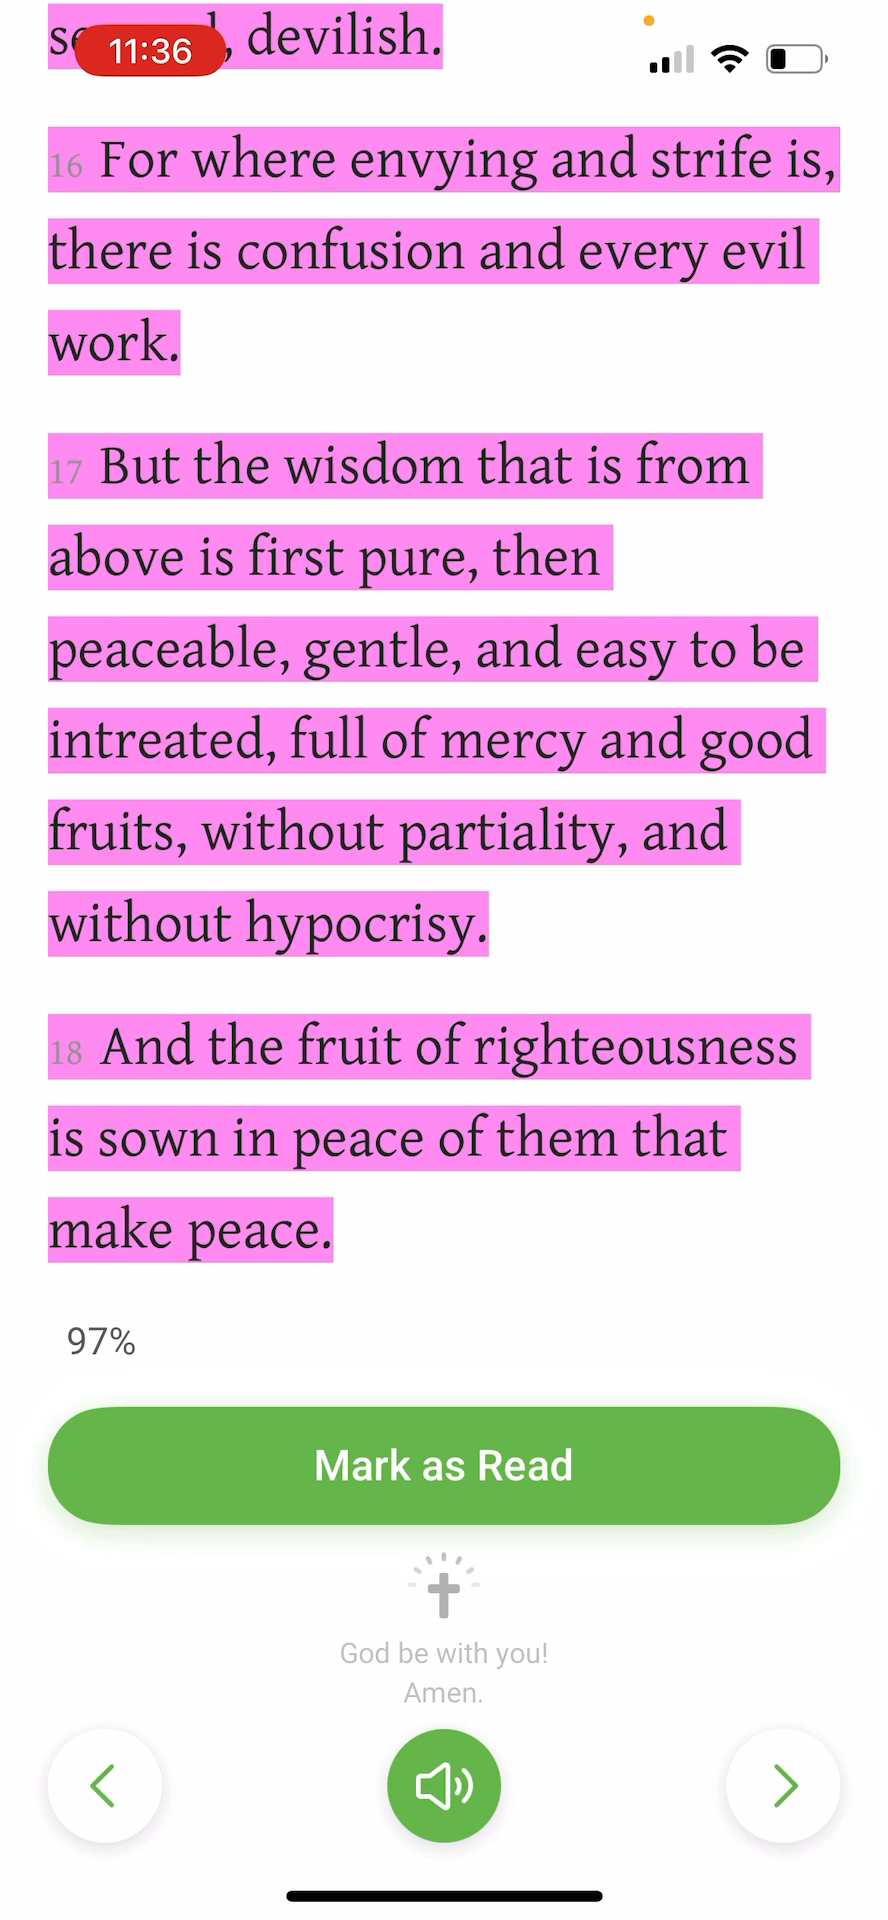 devilish.
11:36
16 For where envying and strife is,
there is confusion and every evil
work.
17 But the wisdom that is from
above is first pure, then
peaceable, gentle, and easy to be
intreated, full of mercy and good
fruits, without partiality, and
without hypocrisy.
18 And the fruit of righteousness
is sown in peace of them that
make peace.
97%
Mark as Read
God be with you!
Amen.